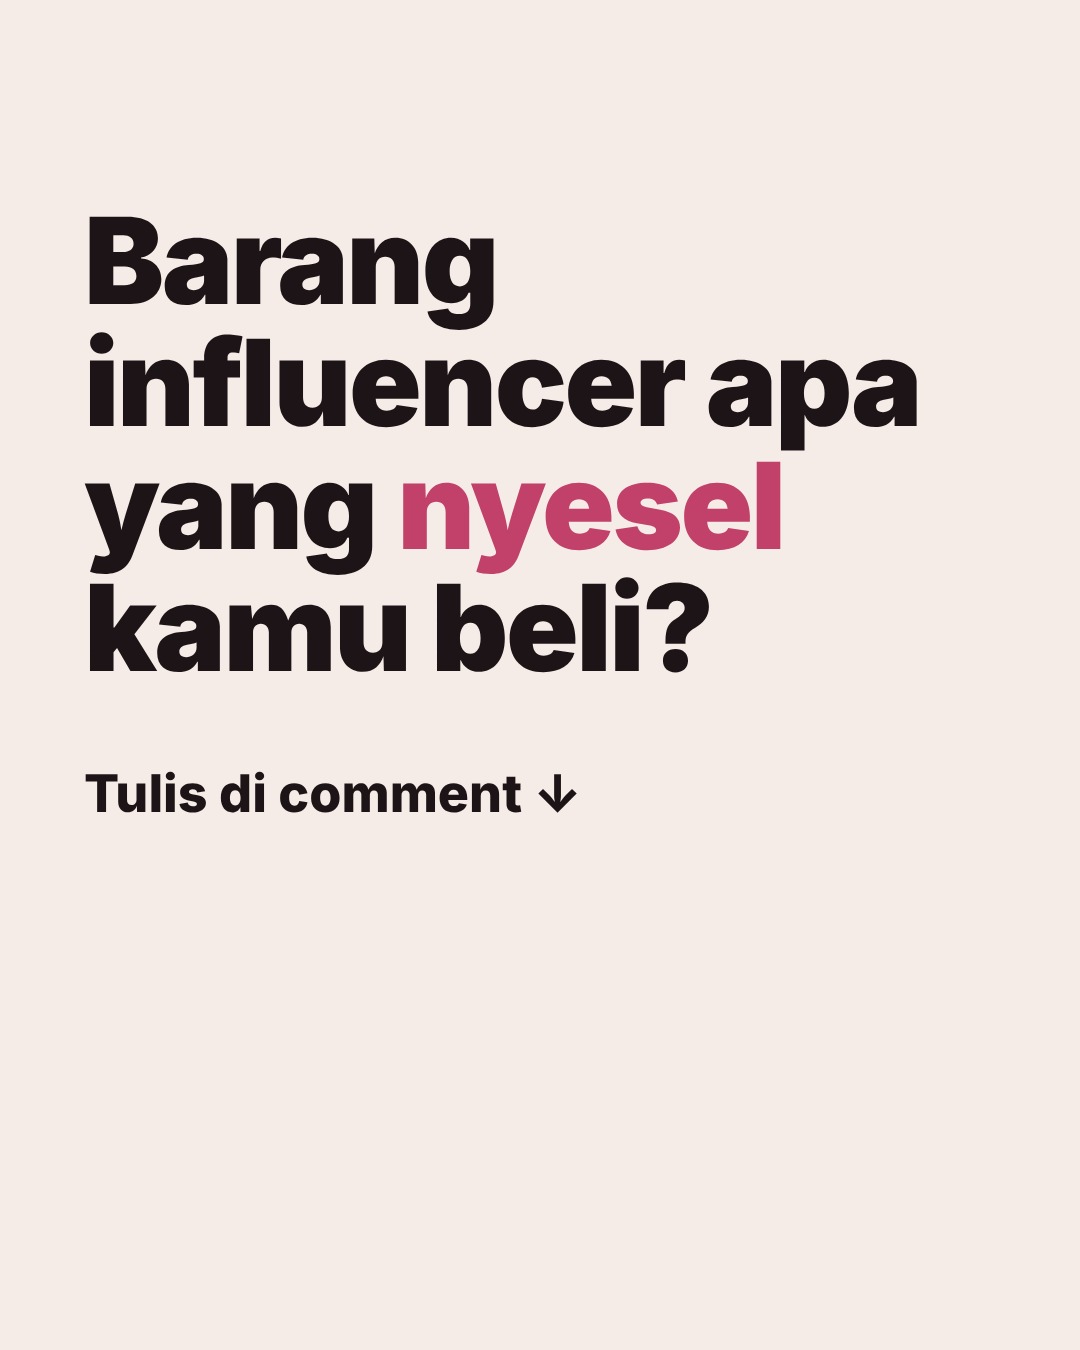 Barang
influencer apa
yang nyesel
kamu beli?
Tulis di comment ↓